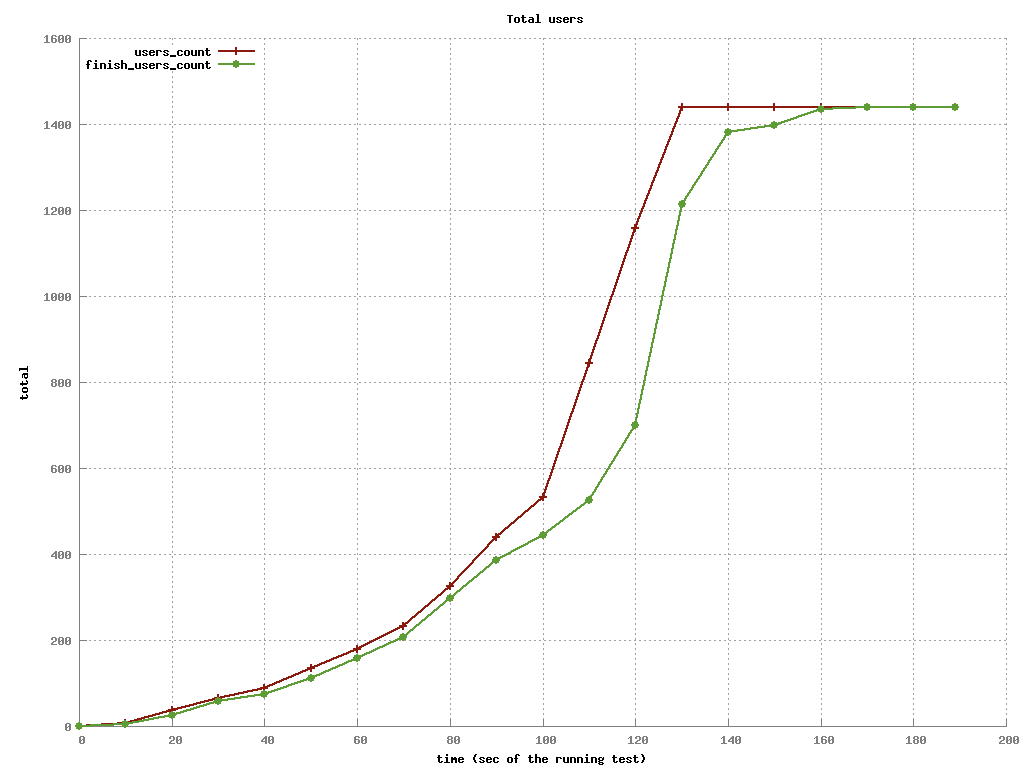 Total users
1600
users_count
finish_users_count
1400
1200
1000
800
total
600
400
200
0
0 20 40 60 80 100 120 140 160 180 200
time (sec of the running test)